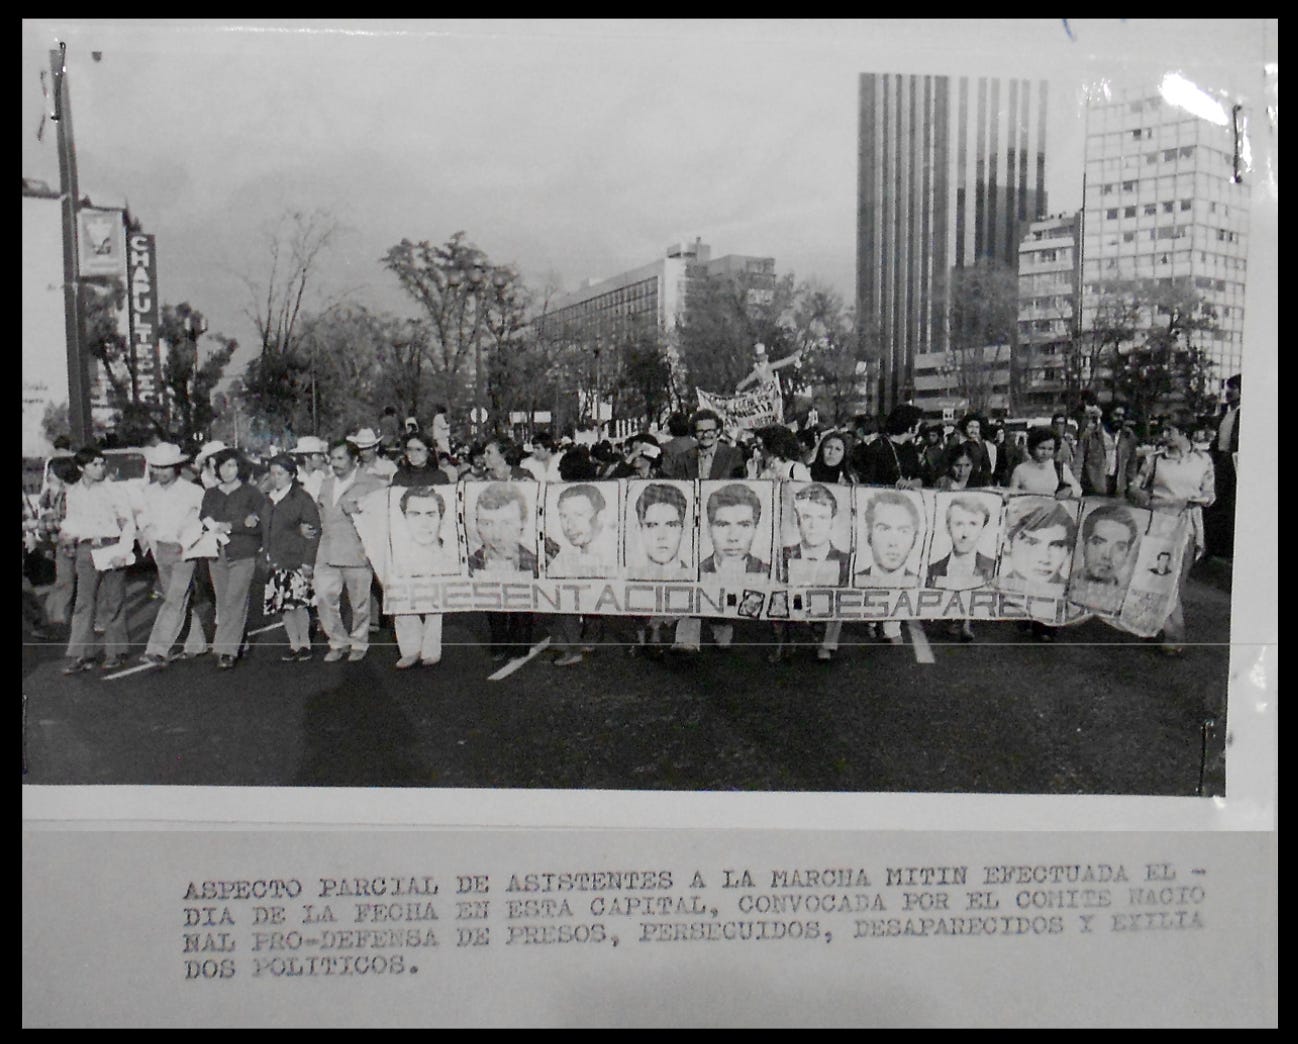 CHAPULTEPEC
PRESENTACION DESAPARECI
ASPECTO PARCIAL DE ASISTENTES A LA MARCHA MITIN EFECTUADA EL -
DIA DE LA FECHA EN ESTA CAPITAL, CONVOCADA POR EL COMITE NACIO
NAL PRO-DEFENSA DE PRESOS, PERSEGUIDOS, DESAPARECIDOS Y EXILIA
DOS POLITICOS.